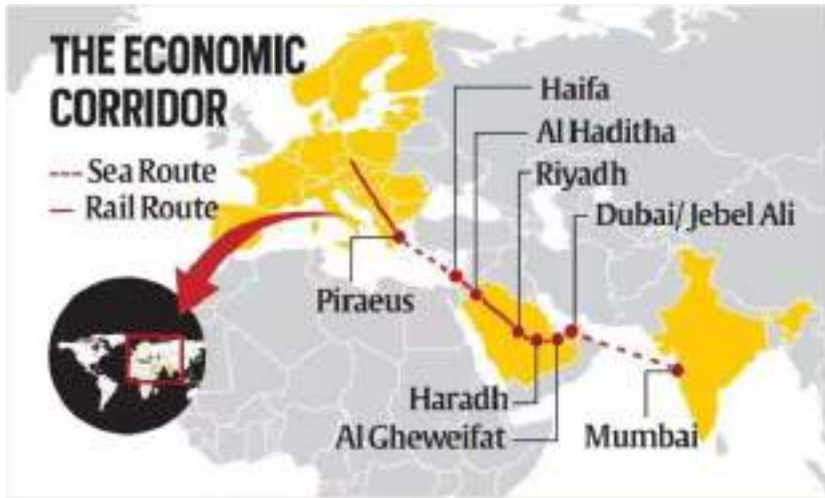 THE ECONOMIC
CORRIDOR
Sea Route
Rail Route
Haifa
Al Haditha
Riyadh
Dubai/ Jebel Ali
Piraeus
Haradh
Al Gheweifat
Mumbai